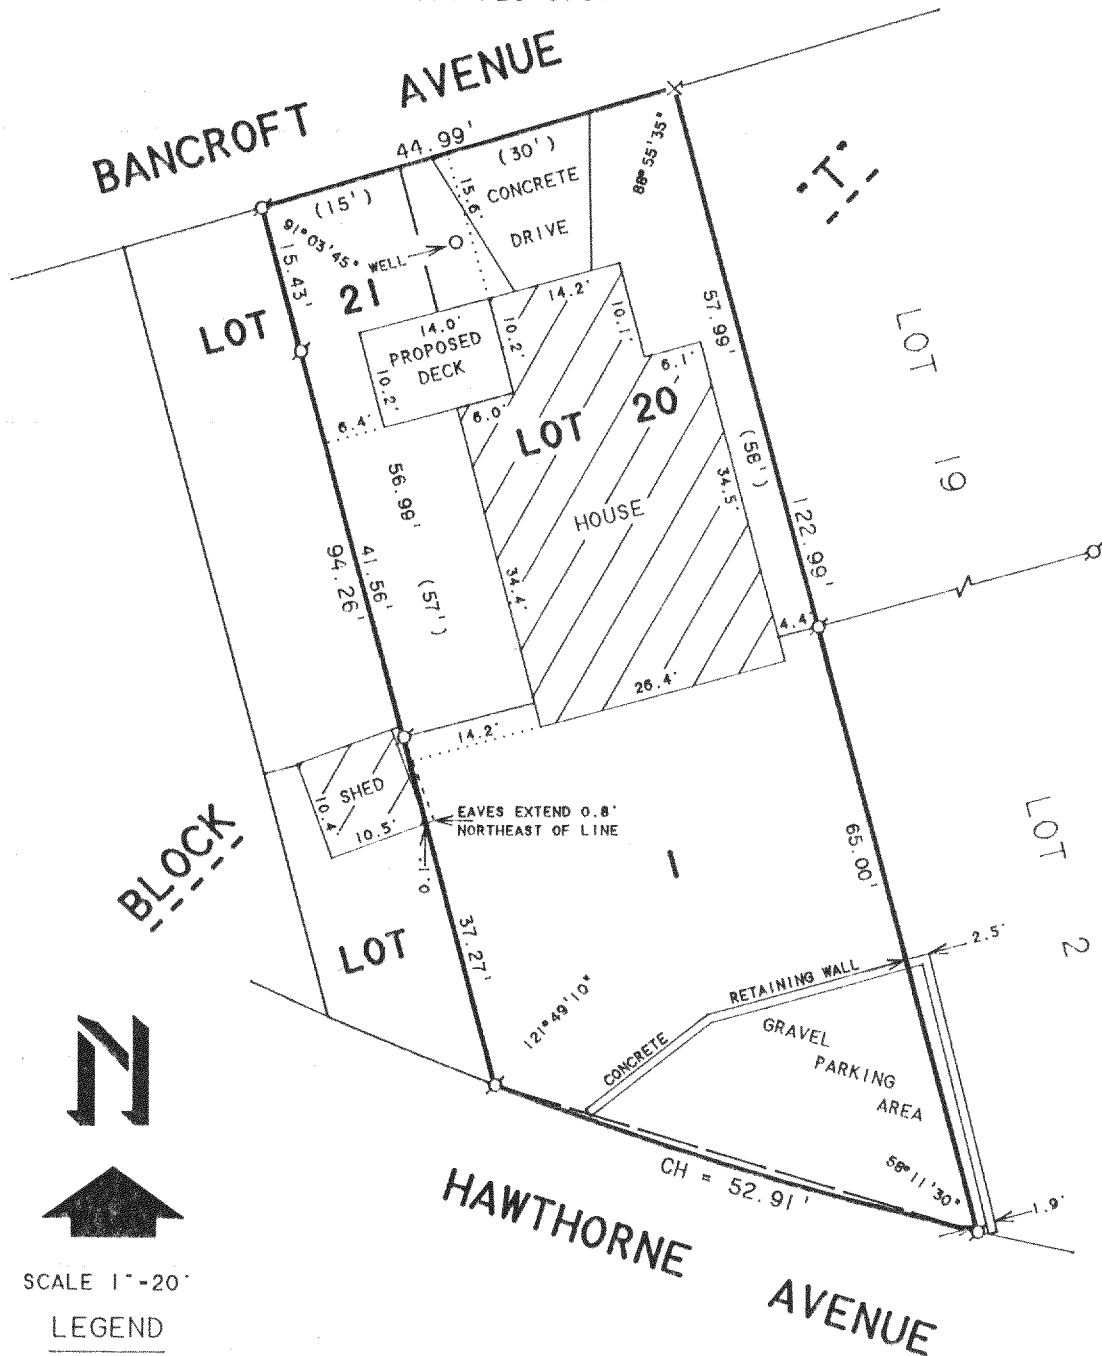 BANCROFT AVENUE
44.99'
(15')
(30')
CONCRETE
DRIVE
15.6'
88°55'35"
"T"
91°03'45"
WELL
15.43'
LOT 21
14.0'
PROPOSED
DECK
10.2'
10.2'
14.2'
10.1'
57.99'
LOT 19
6.4'
6.0'
6.1'
LOT 20
(58')
HOUSE
34.5'
122.99'
56.99'
41.56'
94.26'
(57')
34.4'
4.4'
26.4'
14.2'
SHED
10.4'
10.5'
EAVES EXTEND 0.8'
NORTHEAST OF LINE
BLOCK
LOT 1
65.00'
LOT 2
37.27'
121°49'10"
2.5'
CONCRETE RETAINING WALL
GRAVEL
PARKING
AREA
CH = 52.91'
58°11'30"
1.9'
HAWTHORNE AVENUE
N
SCALE 1"-20'
LEGEND